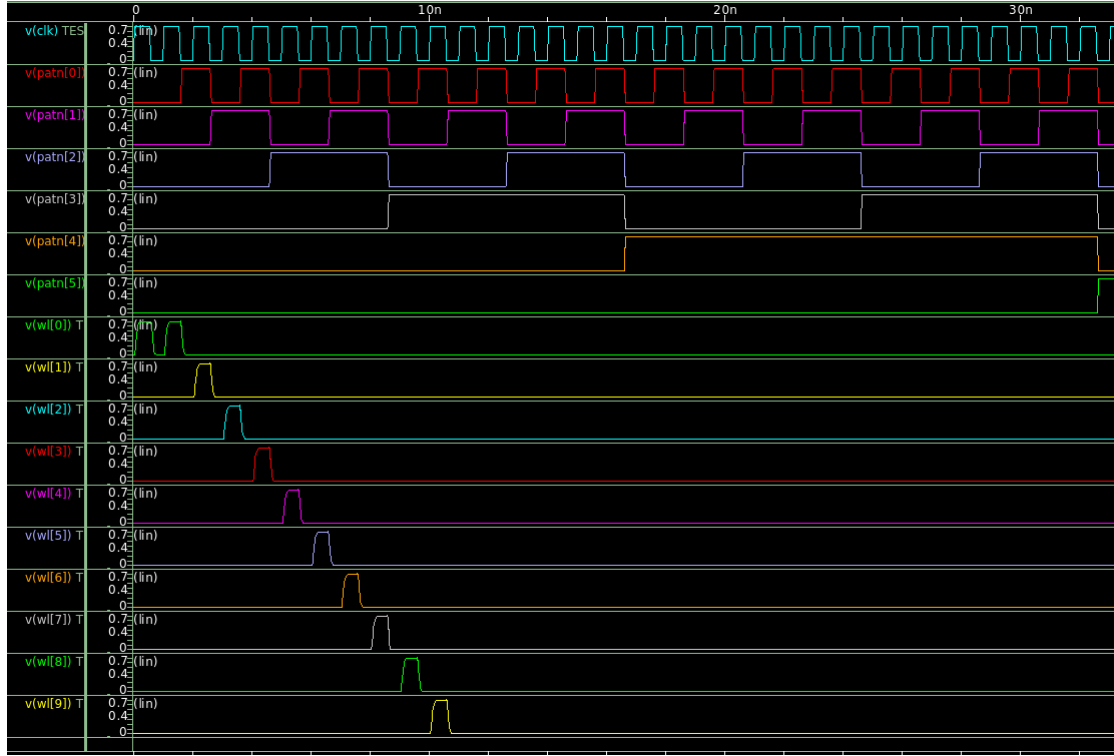 0 10n 20n 30n
v(clk) TES 0.7 (lin)
0.4
0
v(patn[0]) 0.7 (lin)
0.4
0
v(patn[1]) 0.7 (lin)
0.4
0
v(patn[2]) 0.7 (lin)
0.4
0
v(patn[3]) 0.7 (lin)
0.4
0
v(patn[4]) 0.7 (lin)
0.4
0
v(patn[5]) 0.7 (lin)
0.4
0
v(wl[0]) T 0.7 (lin)
0.4
0
v(wl[1]) T 0.7 (lin)
0.4
0
v(wl[2]) T 0.7 (lin)
0.4
0
v(wl[3]) T 0.7 (lin)
0.4
0
v(wl[4]) T 0.7 (lin)
0.4
0
v(wl[5]) T 0.7 (lin)
0.4
0
v(wl[6]) T 0.7 (lin)
0.4
0
v(wl[7]) T 0.7 (lin)
0.4
0
v(wl[8]) T 0.7 (lin)
0.4
0
v(wl[9]) T 0.7 (lin)
0.4
0